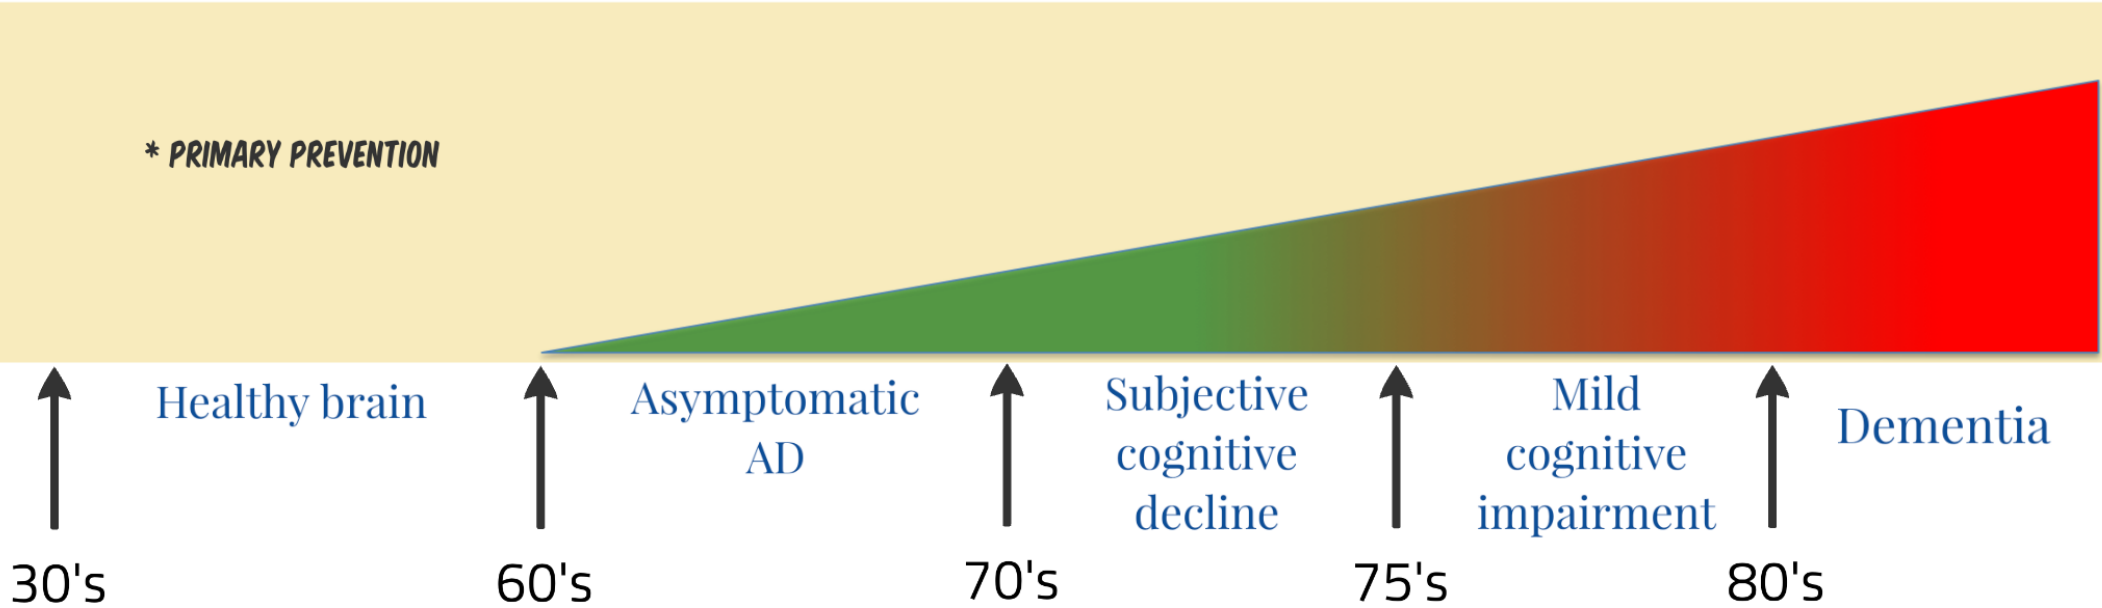 * PRIMARY PREVENTION
Healthy brain
Asymptomatic
AD
Subjective
cognitive
decline
Mild
cognitive
impairment
Dementia
30's
60's
70's
75's
80's